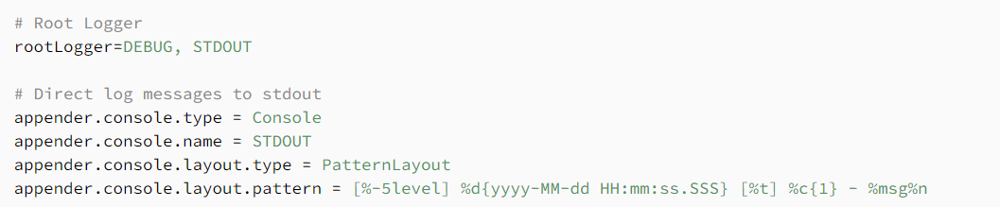 # Root Logger
rootLogger=DEBUG, STDOUT
# Direct log messages to stdout
appender.console.type = Console
appender.console.name = STDOUT
appender.console.layout.type = PatternLayout
appender.console.layout.pattern = [%-5level] %d{yyyy-MM-dd HH:mm:ss.SSS} [%t] %c{1} - %msg%n